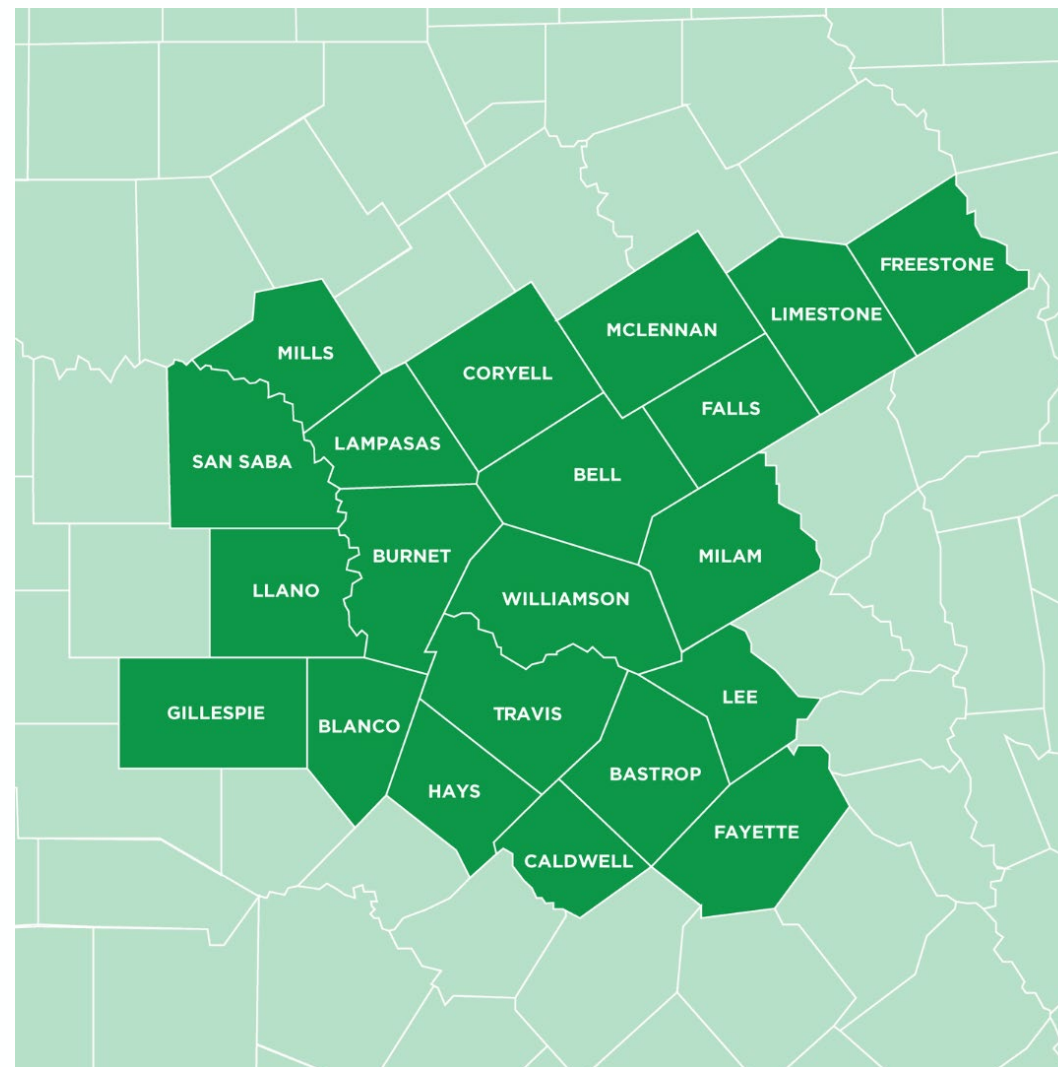 FREESTONE
LIMESTONE
MCLENNAN
MILLS
CORYELL
FALLS
LAMPASAS
SAN SABA
BELL
BURNET
MILAM
LLANO
WILLIAMSON
LEE
GILLESPIE
TRAVIS
BLANCO
BASTROP
HAYS
FAYETTE
CALDWELL